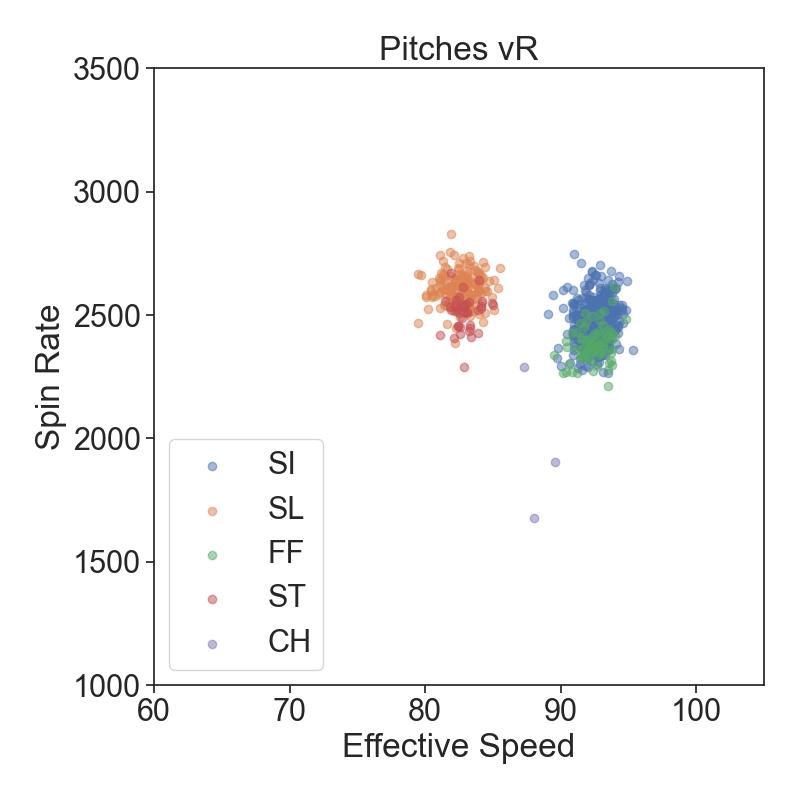 Pitches vR
3500
3000
2500
2000
1500
1000
Spin Rate
SI
SL
FF
ST
CH
60 70 80 90 100
Effective Speed